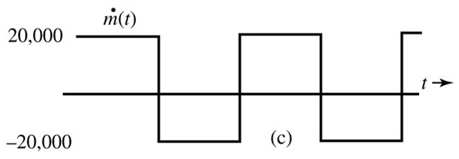 ṁ(t)
20,000
t →
–20,000
(c)